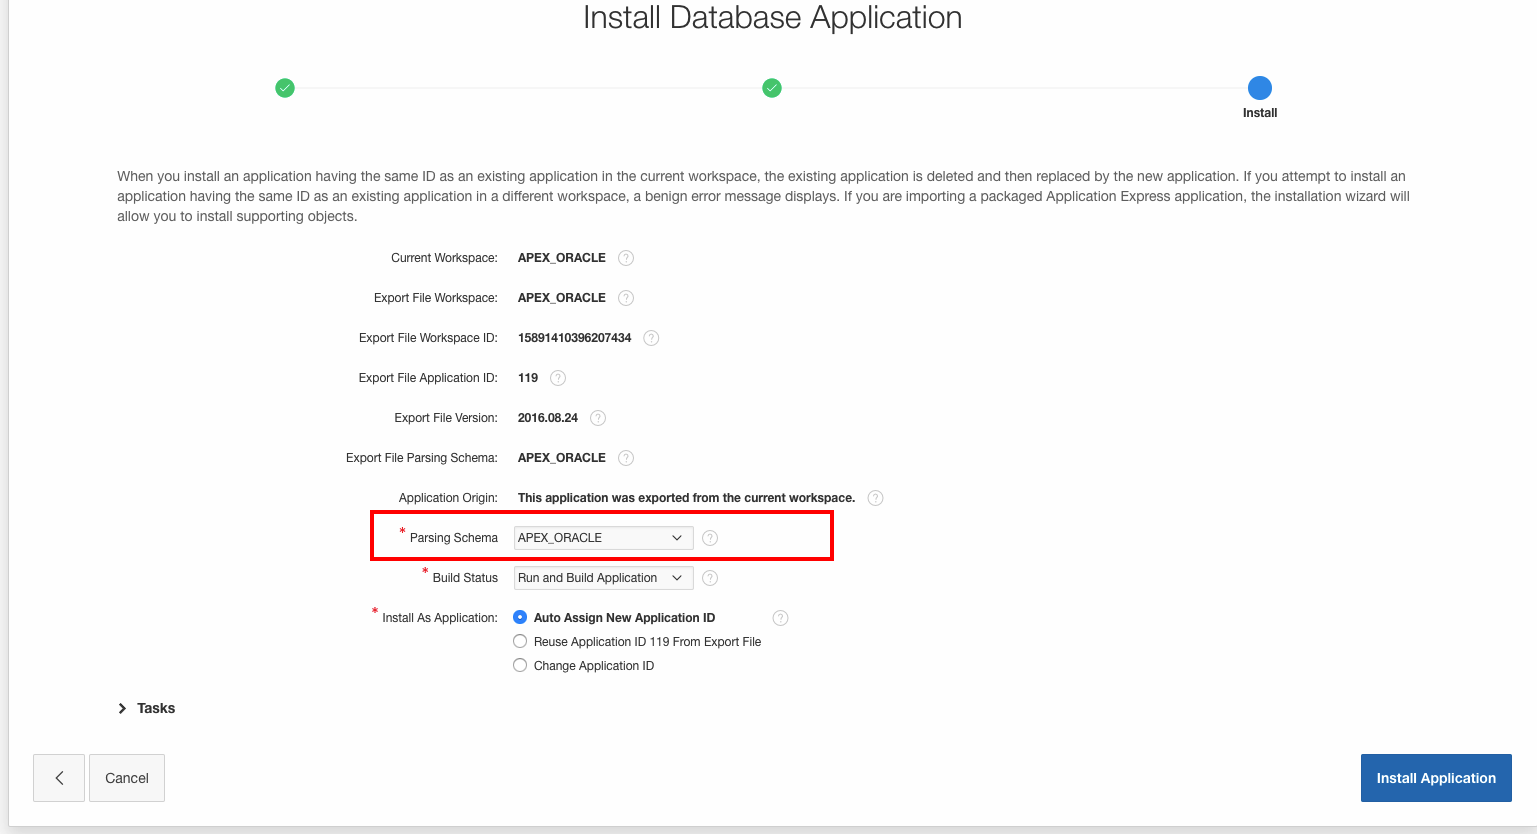 Install Database Application
Install
When you install an application having the same ID as an existing application in the current workspace, the existing application is deleted and then replaced by the new application. If you attempt to install an
application having the same ID as an existing application in a different workspace, a benign error message displays. If you are importing a packaged Application Express application, the installation wizard will
allow you to install supporting objects.
Current Workspace: APEX_ORACLE ?
Export File Workspace: APEX_ORACLE ?
Export File Workspace ID: 15891410396207434 ?
Export File Application ID: 119 ?
Export File Version: 2016.08.24 ?
Export File Parsing Schema: APEX_ORACLE ?
Application Origin: This application was exported from the current workspace. ?
* Parsing Schema APEX_ORACLE ?
* Build Status Run and Build Application ?
* Install As Application: Auto Assign New Application ID ?
Reuse Application ID 119 From Export File
Change Application ID
Tasks
Cancel Install Application